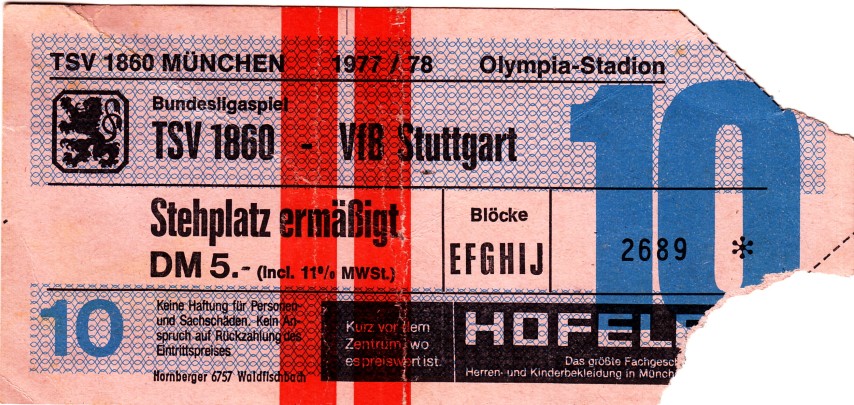 TSV 1860 MÜNCHEN 1977 / 78 Olympia-Stadion
Bundesligaspiel
TSV 1860 - VfB Stuttgart
10
Stehplatz ermäßigt
DM 5.- (Incl. 11% MWSt.)
Blöcke
EFGHIJ
2689 *
10
Keine Haftung für Personen-
und Sachschäden. Kein An-
spruch auf Rückzahlung des
Eintrittspreises
Hornberger 6757 Waldfischbach
Kurz vor dem
Zentrum, wo
es preiswert ist.
HÖFELE
Das größte Fachgesc
Herren- und Kinderbekleidung in Münch